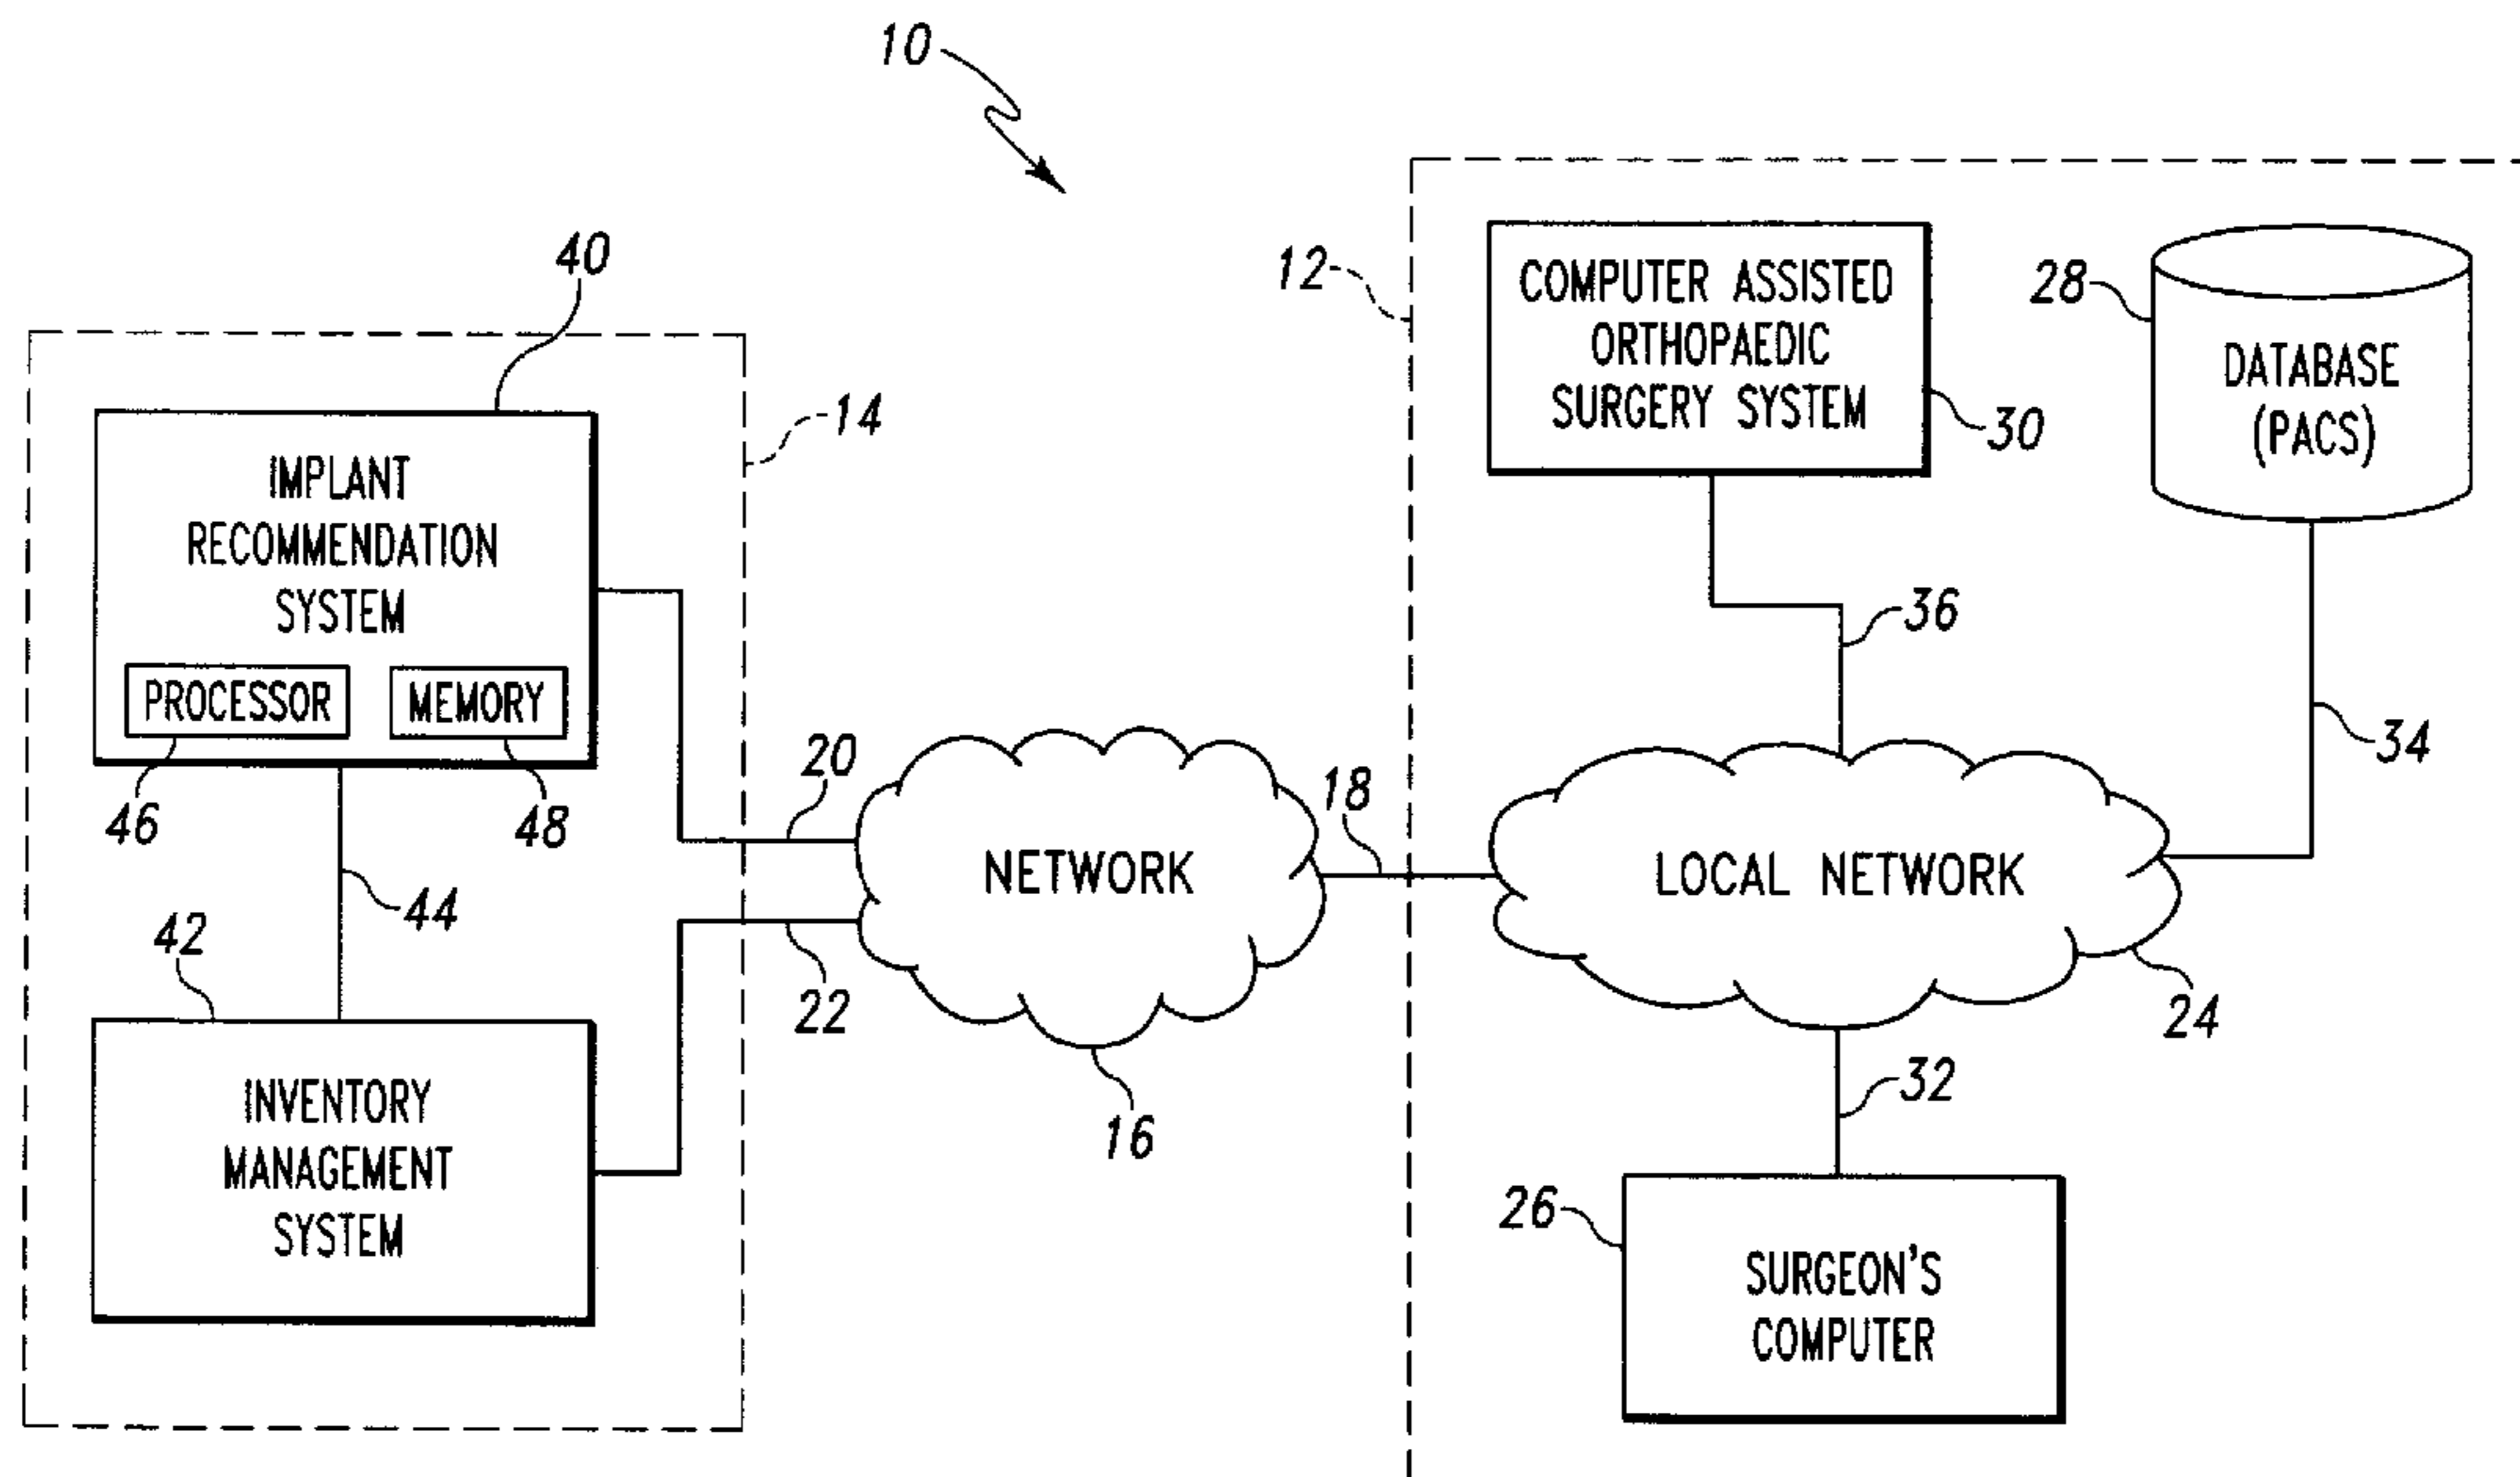 10
40
14
IMPLANT
RECOMMENDATION
SYSTEM
PROCESSOR
MEMORY
46
48
44
42
INVENTORY
MANAGEMENT
SYSTEM
20
22
NETWORK
16
18
12
COMPUTER ASSISTED
ORTHOPAEDIC
SURGERY SYSTEM
30
28
DATABASE
(PACS)
36
34
LOCAL NETWORK
24
32
26
SURGEON'S
COMPUTER